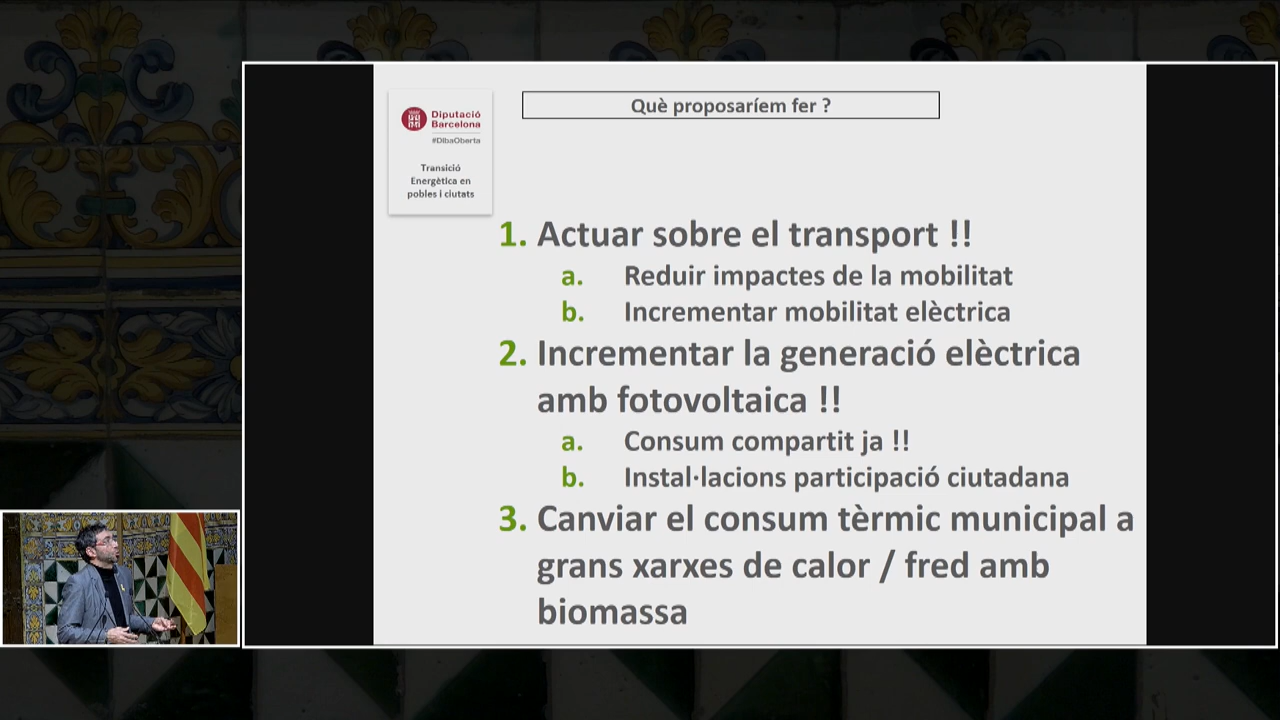 Diputació
Barcelona
#DibaOberta
Transició
Energètica en
pobles i ciutats
Què proposaríem fer ?
1. Actuar sobre el transport !!
a. Reduir impactes de la mobilitat
b. Incrementar mobilitat elèctrica
2. Incrementar la generació elèctrica
amb fotovoltaica !!
a. Consum compartit ja !!
b. Instal·lacions participació ciutadana
3. Canviar el consum tèrmic municipal a
grans xarxes de calor / fred amb
biomassa